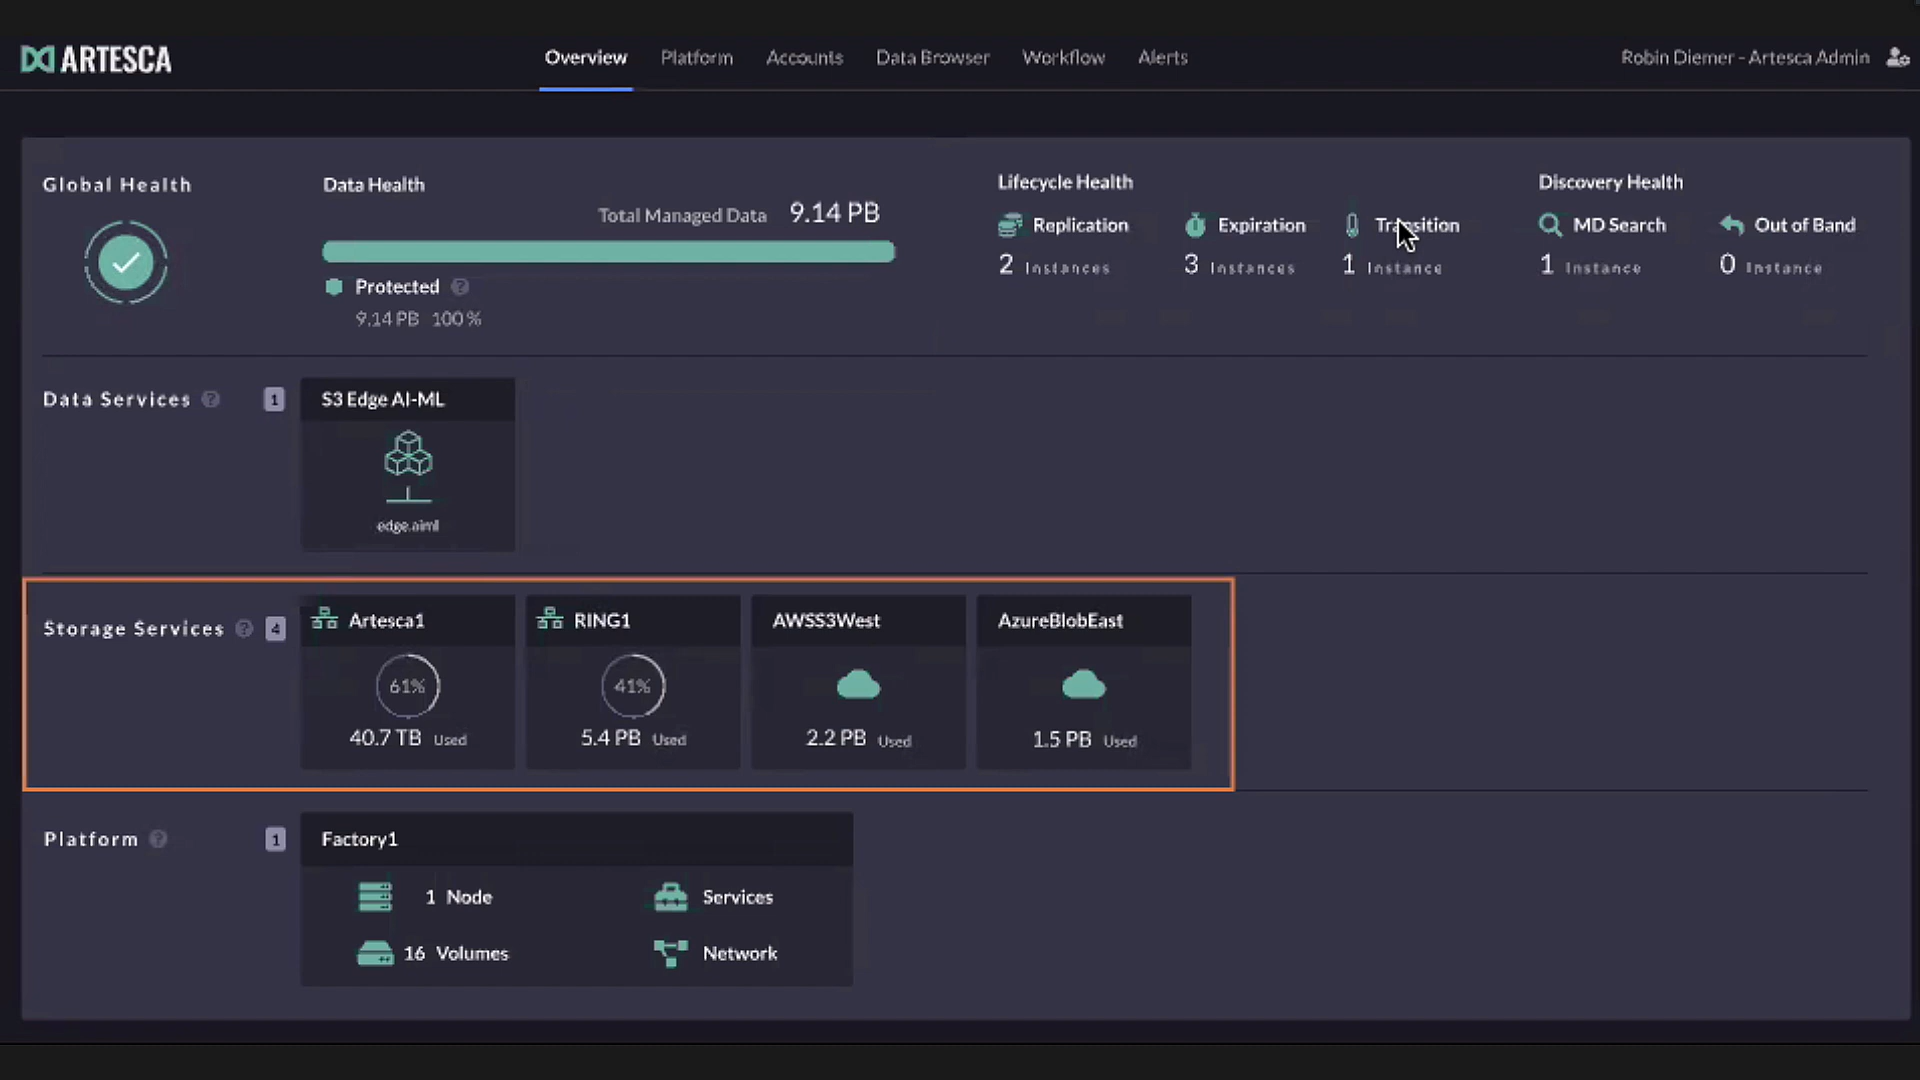 ARTESCA
Overview Platform Accounts Data Browser Workflow Alerts
Robin Diemer - Artesca Admin
Global Health
Data Health
Total Managed Data 9.14 PB
Protected ?
9.14 PB 100 %
Lifecycle Health
Replication Expiration Transition
2 Instances 3 Instances 1 Instance
Discovery Health
MD Search Out of Band
1 Instance 0 Instance
Data Services ? 1
S3 Edge AI-ML
edge.aiml
Storage Services ? 4
Artesca1
61%
40.7 TB Used
RING1
41%
5.4 PB Used
AWSS3West
2.2 PB Used
AzureBlobEast
1.5 PB Used
Platform ? 1
Factory1
1 Node Services
16 Volumes Network